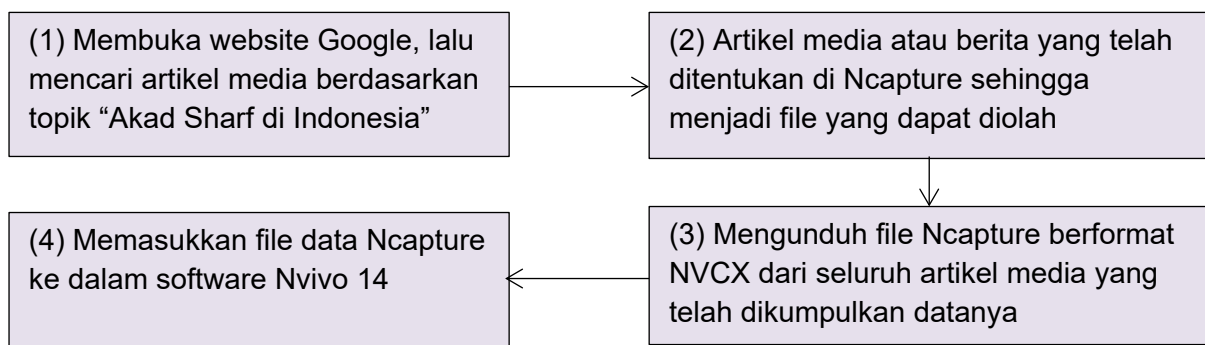 (1) Membuka website Google, lalu
mencari artikel media berdasarkan
topik “Akad Sharf di Indonesia”
(2) Artikel media atau berita yang telah
ditentukan di Ncapture sehingga
menjadi file yang dapat diolah
(3) Mengunduh file Ncapture berformat
NVCX dari seluruh artikel media yang
telah dikumpulkan datanya
(4) Memasukkan file data Ncapture
ke dalam software Nvivo 14